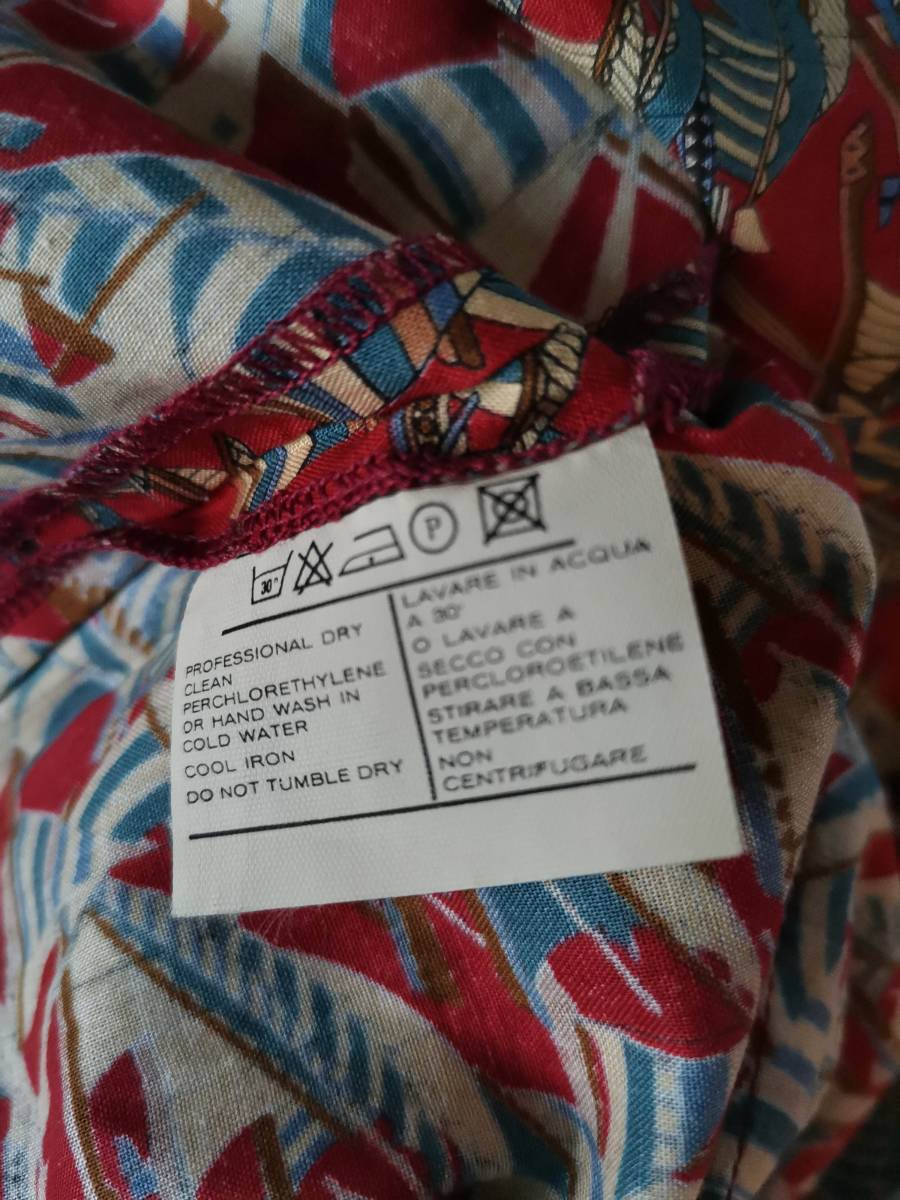 30°
P
PROFESSIONAL DRY
CLEAN
PERCHLORETHYLENE
OR HAND WASH IN
COLD WATER
COOL IRON
DO NOT TUMBLE DRY
LAVARE IN ACQUA
A 30°
O LAVARE A
SECCO CON
PERCLOROETILENE
STIRARE A BASSA
TEMPERATURA
NON
CENTRIFUGARE